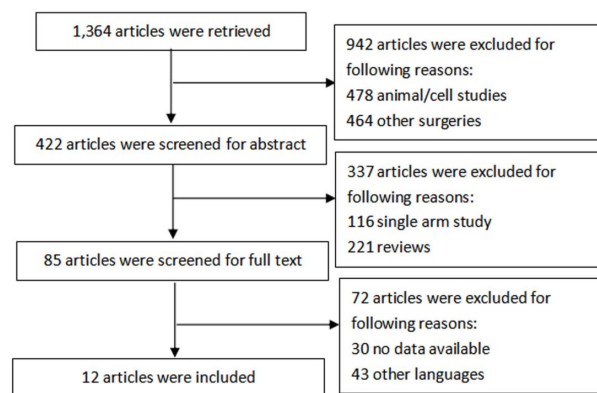 1,364 articles were retrieved
942 articles were excluded for
following reasons:
478 animal/cell studies
464 other surgeries
422 articles were screened for abstract
337 articles were excluded for
following reasons:
116 single arm study
221 reviews
85 articles were screened for full text
72 articles were excluded for
following reasons:
30 no data available
43 other languages
12 articles were included